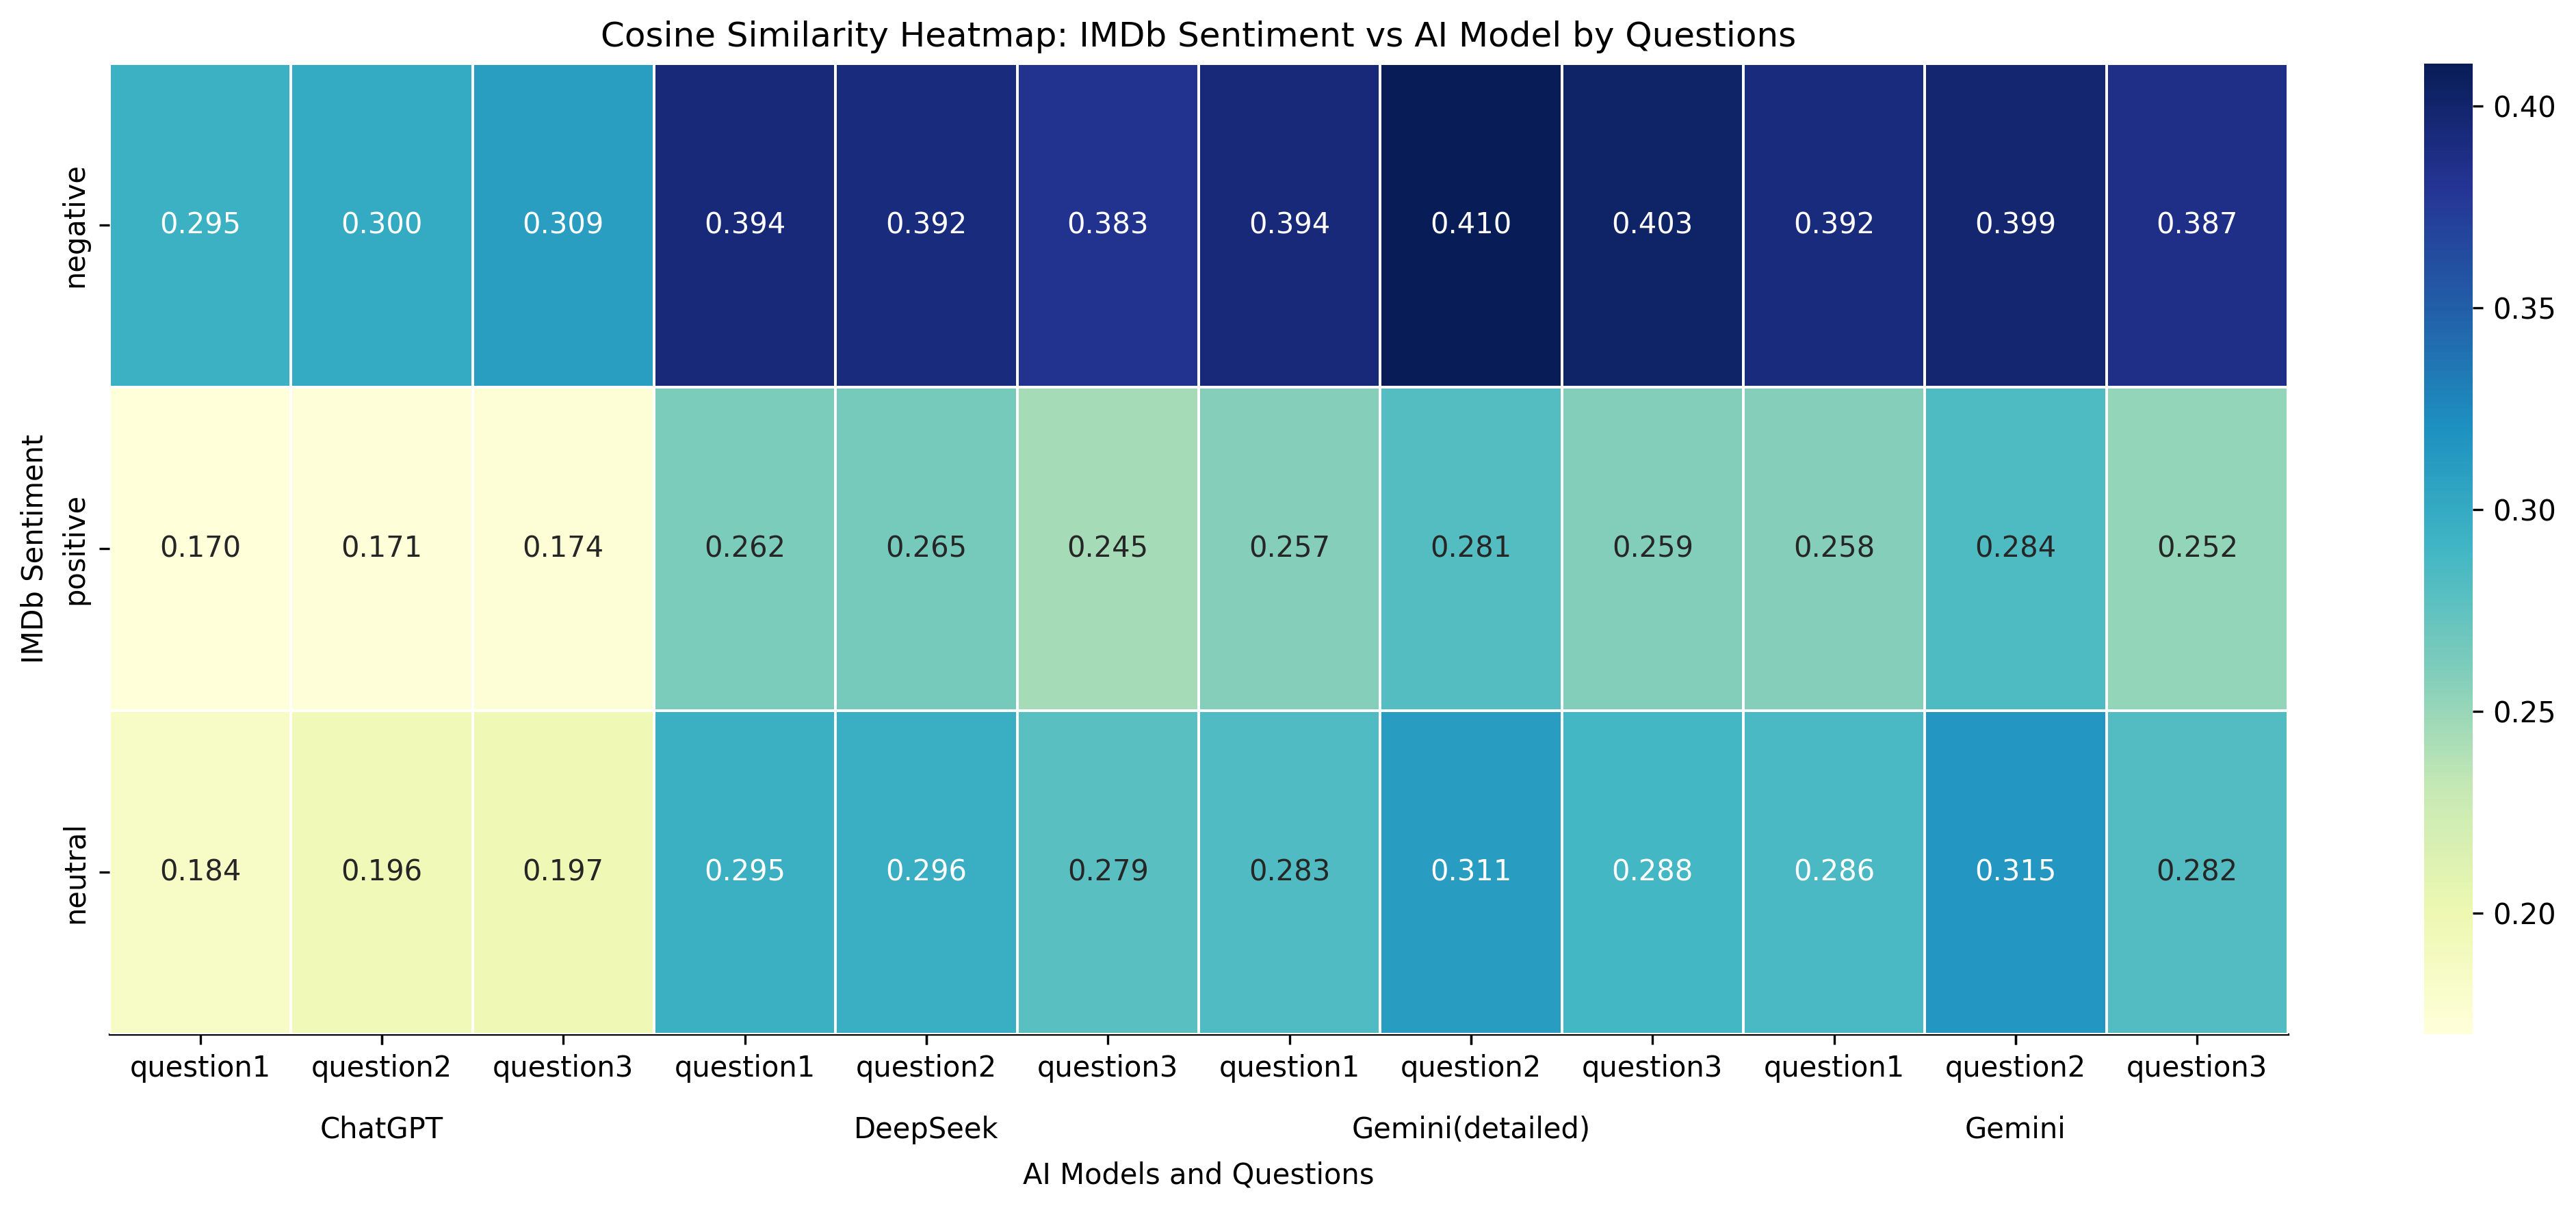 Cosine Similarity Heatmap: IMDb Sentiment vs AI Model by Questions
IMDb Sentiment
negative
0.295 0.300 0.309 0.394 0.392 0.383 0.394 0.410 0.403 0.392 0.399 0.387
positive
0.170 0.171 0.174 0.262 0.265 0.245 0.257 0.281 0.259 0.258 0.284 0.252
neutral
0.184 0.196 0.197 0.295 0.296 0.279 0.283 0.311 0.288 0.286 0.315 0.282
question1 question2 question3 question1 question2 question3 question1 question2 question3 question1 question2 question3
ChatGPT DeepSeek Gemini(detailed) Gemini
AI Models and Questions
0.40
0.35
0.30
0.25
0.20